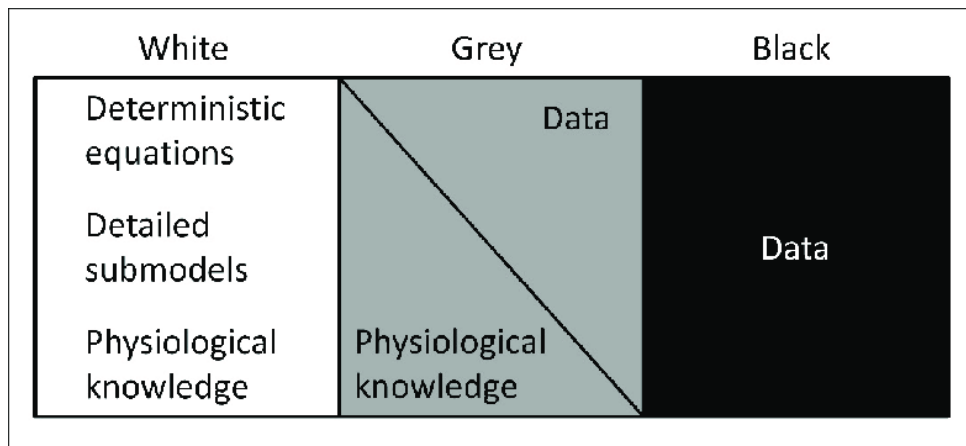 White
Grey
Black
Deterministic
equations
Detailed
submodels
Physiological
knowledge
Data
Physiological
knowledge
Data